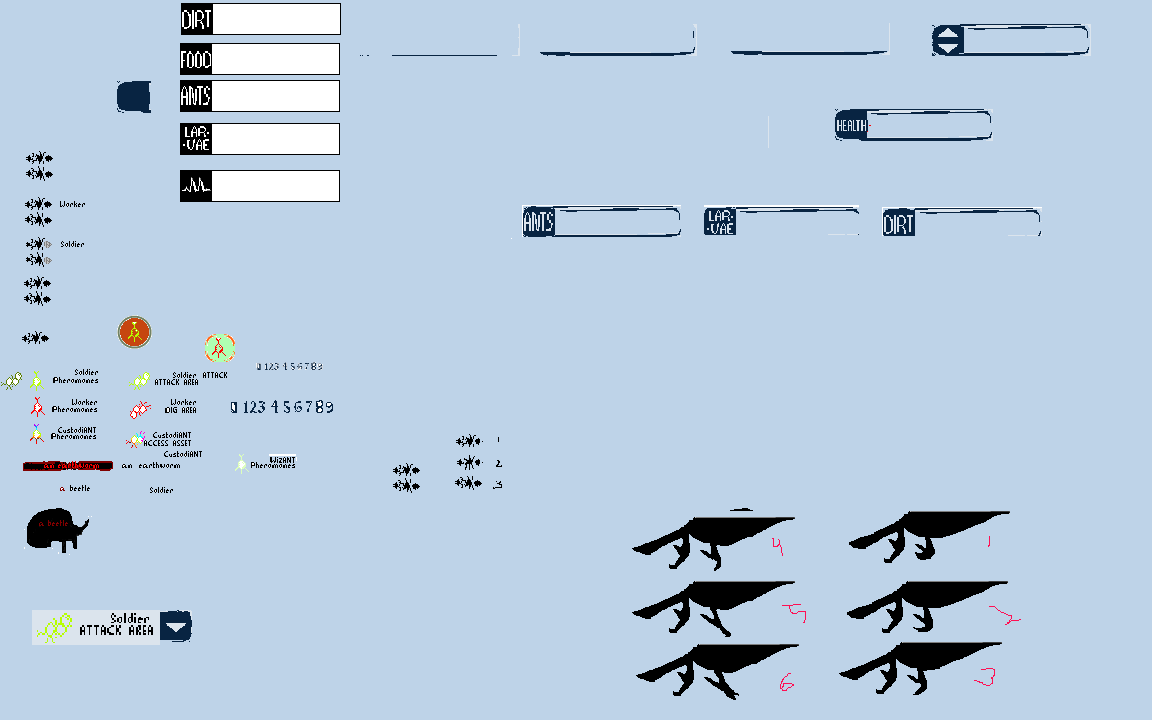 DIRT
FOOD
ANTS
LAR-
-VAE
HEALTH
ANTS
LAR-
-VAE
DIRT
Worker
Soldier
0 1 2 3 4 5 6 7 8 9
Soldier
Pheromones
Soldier ATTACK
ATTACK AREA
Worker
Pheromones
Worker
DIG AREA
0 1 2 3 4 5 6 7 8 9
CustodiANT
Pheromones
CustodiANT
ACCESS ASSET
CustodiANT
WizANT
Pheromones
an earthworm
an earthworm
a beetle
Soldier
a beetle
1
2
3
4
1
5
2
6
3
Soldier
ATTACK AREA